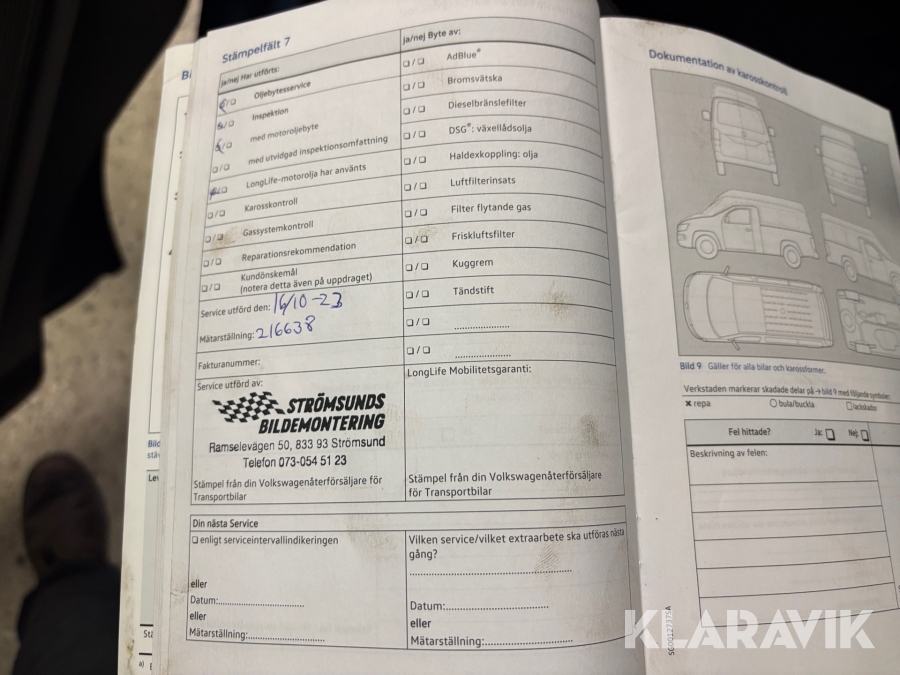 Stämpelfält 7
ja/nej Har utförts:
❏/❏ Oljebytesservice
❏/❏ Inspektion
❏/❏ med motoroljebyte
❏/❏ med utvidgad inspektionsomfattning
❏/❏ LongLife-motorolja har använts
❏/❏ Karosskontroll
❏/❏ Gassystemkontroll
❏/❏ Reparationsrekommendation
❏/❏ Kundönskemål
(notera detta även på uppdraget)
Service utförd den: 16/10-23
Mätarställning: 216638
Fakturanummer:
Service utförd av:
STRÖMSUNDS
BILDEMONTERING
Ramselevägen 50, 833 93 Strömsund
Telefon 073-054 51 23
Stämpel från din Volkswagenåterförsäljare för
Transportbilar
ja/nej Byte av:
❏/❏ AdBlue®
❏/❏ Bromsvätska
❏/❏ Dieselbränslefilter
❏/❏ DSG®: växellådsolja
❏/❏ Haldexkoppling: olja
❏/❏ Luftfilterinsats
❏/❏ Filter flytande gas
❏/❏ Friskluftsfilter
❏/❏ Kuggrem
❏/❏ Tändstift
❏/❏ ....................
❏/❏ ....................
LongLife Mobilitetsgaranti:
Stämpel från din Volkswagenåterförsäljare
för Transportbilar
Din nästa Service
❏ enligt serviceintervallindikeringen
eller
Datum:..............................
eller
Mätarställning:...........................
Vilken service/vilket extraarbete ska utföras nästa
gång?
......................................................
Datum:...................................
eller
Mätarställning:..............................
Dokumentation av karosskontroll
Bild 9 Gäller för alla bilar och karossformer.
Verkstaden markerar skadade delar på → bild 9 med följande symboler:
✖ repa ❍ bula/buckla ❏ lackskador
Fel hittade? Ja: ❏ Nej: ❏
Beskrivning av felen:
SG00127375A
KLARAVIK